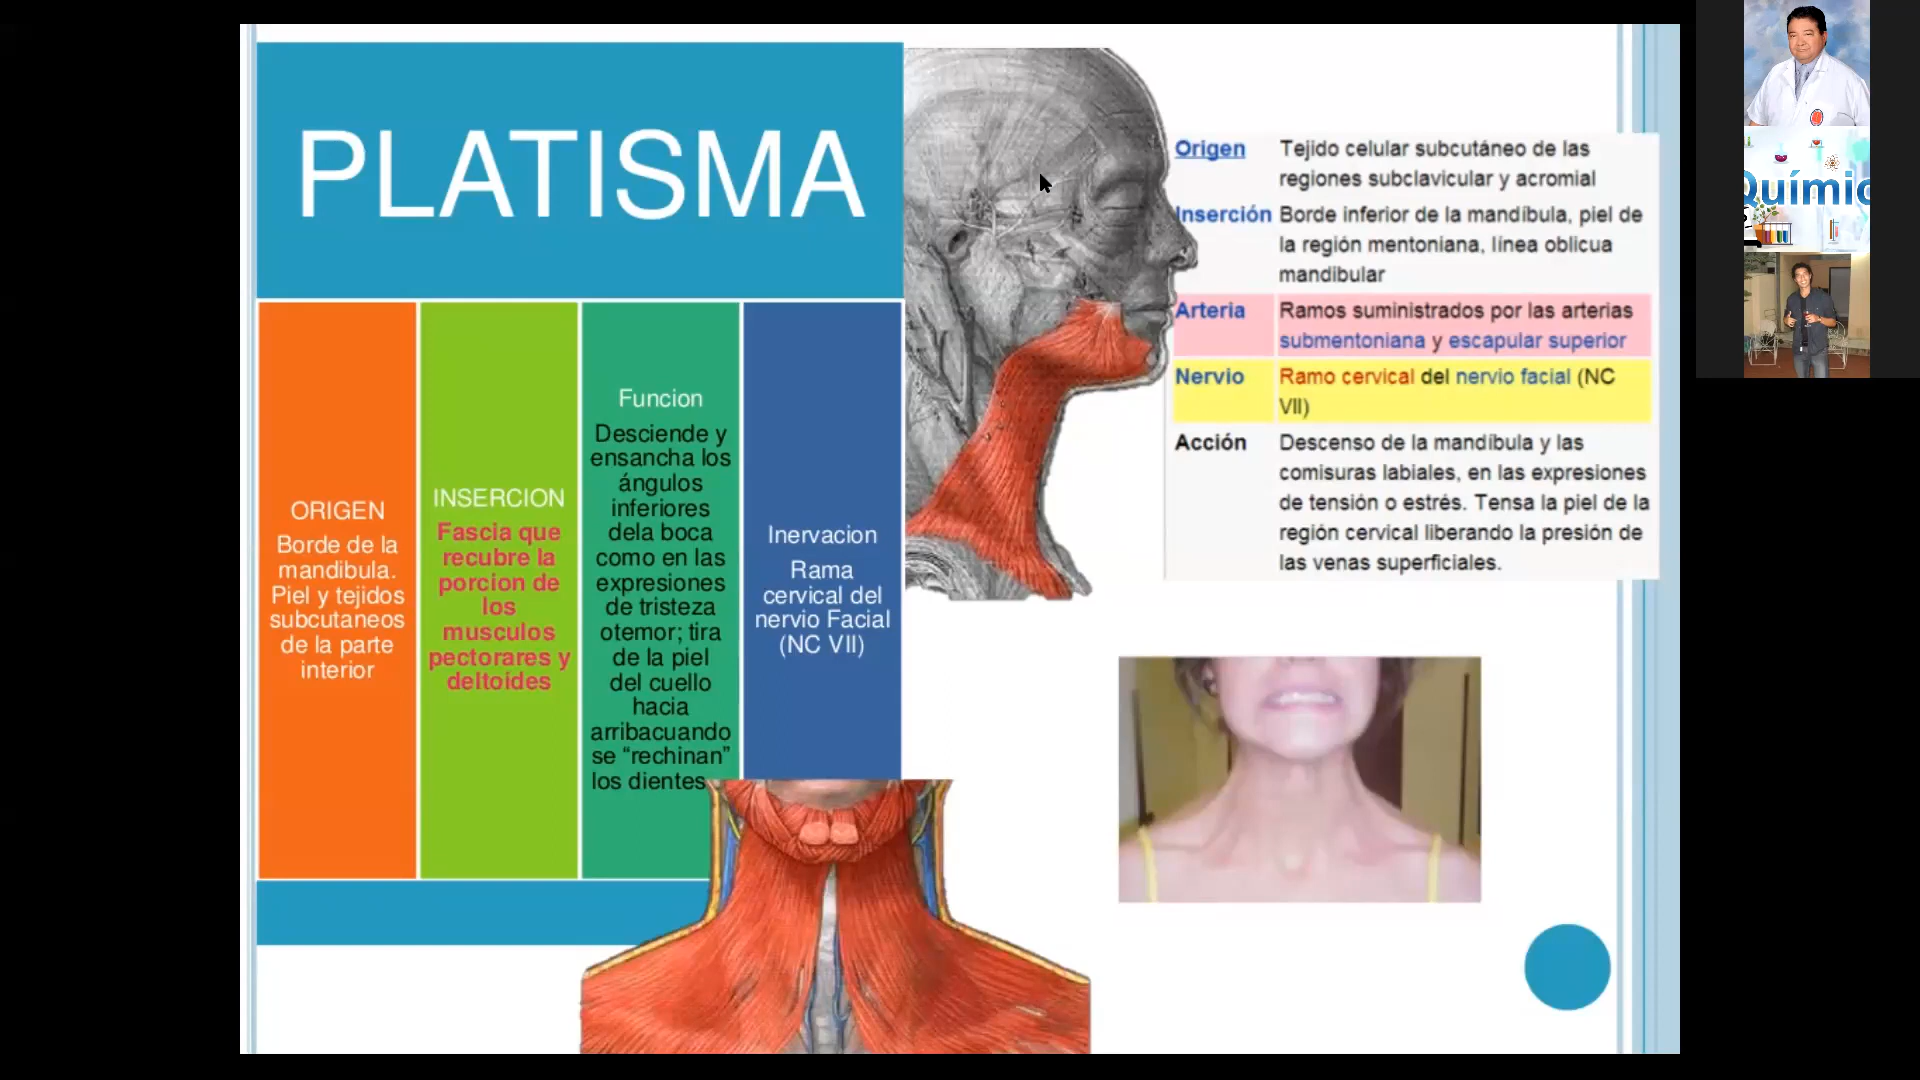 PLATISMA
ORIGEN
Borde de la
mandibula.
Piel y tejidos
subcutaneos
de la parte
interior
INSERCION
Fascia que
recubre la
porcion de
los
musculos
pectorares y
deltoídes
Funcion
Desciende y
ensancha los
ángulos
inferiores
dela boca
como en las
expresiones
de tristeza
otemor; tira
de la piel
del cuello
hacia
arribacuando
se “rechinan”
los dientes
Inervacion
Rama
cervical del
nervio Facial
(NC VII)
Origen Tejido celular subcutáneo de las
regiones subclavicular y acromial
Inserción Borde inferior de la mandíbula, piel de
la región mentoniana, línea oblicua
mandibular
Arteria Ramos suministrados por las arterias
submentoniana y escapular superior
Nervio Ramo cervical del nervio facial (NC
VII)
Acción Descenso de la mandíbula y las
comisuras labiales, en las expresiones
de tensión o estrés. Tensa la piel de la
región cervical liberando la presión de
las venas superficiales.
Químic